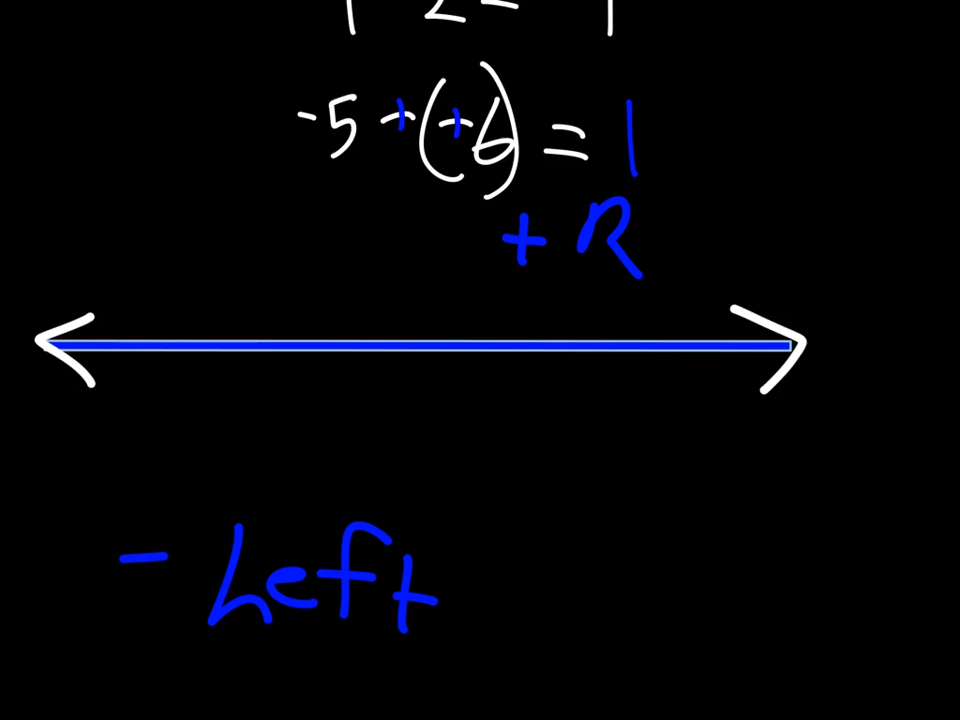 -5 + (+6) = 1
+ R
- Left